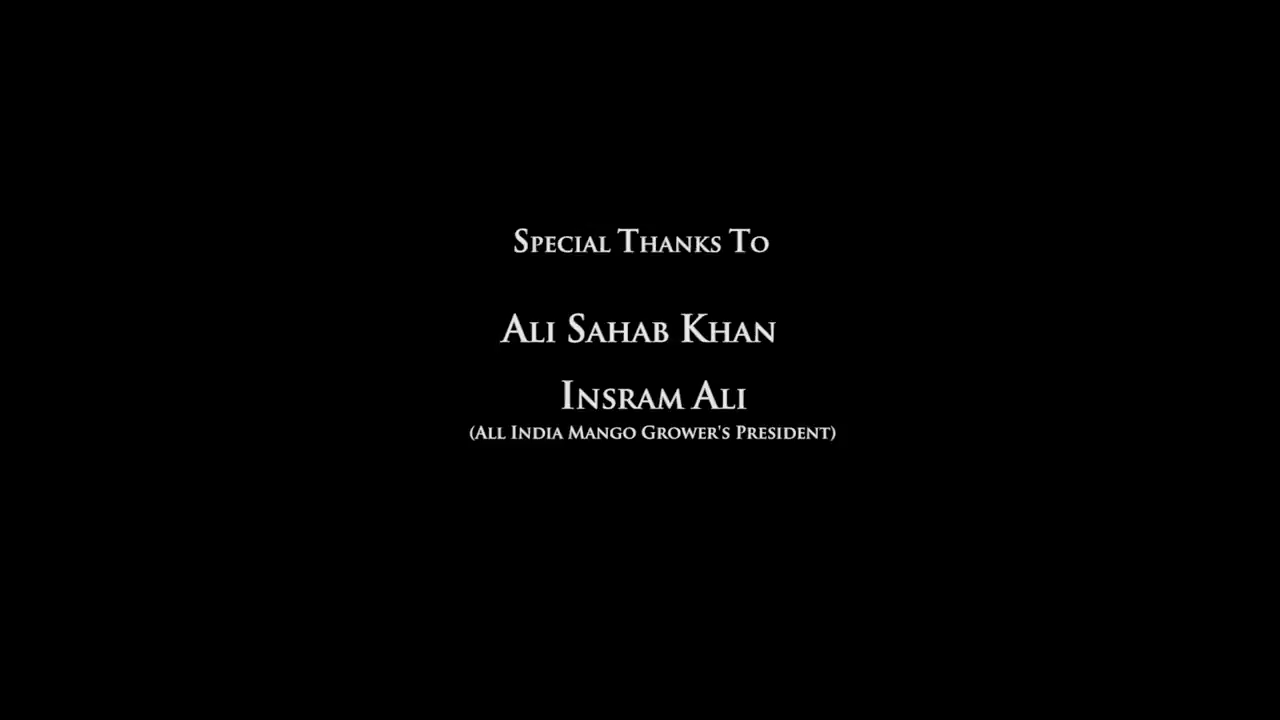 Special Thanks To
Ali Sahab Khan
Insram Ali
(All India Mango Grower's President)